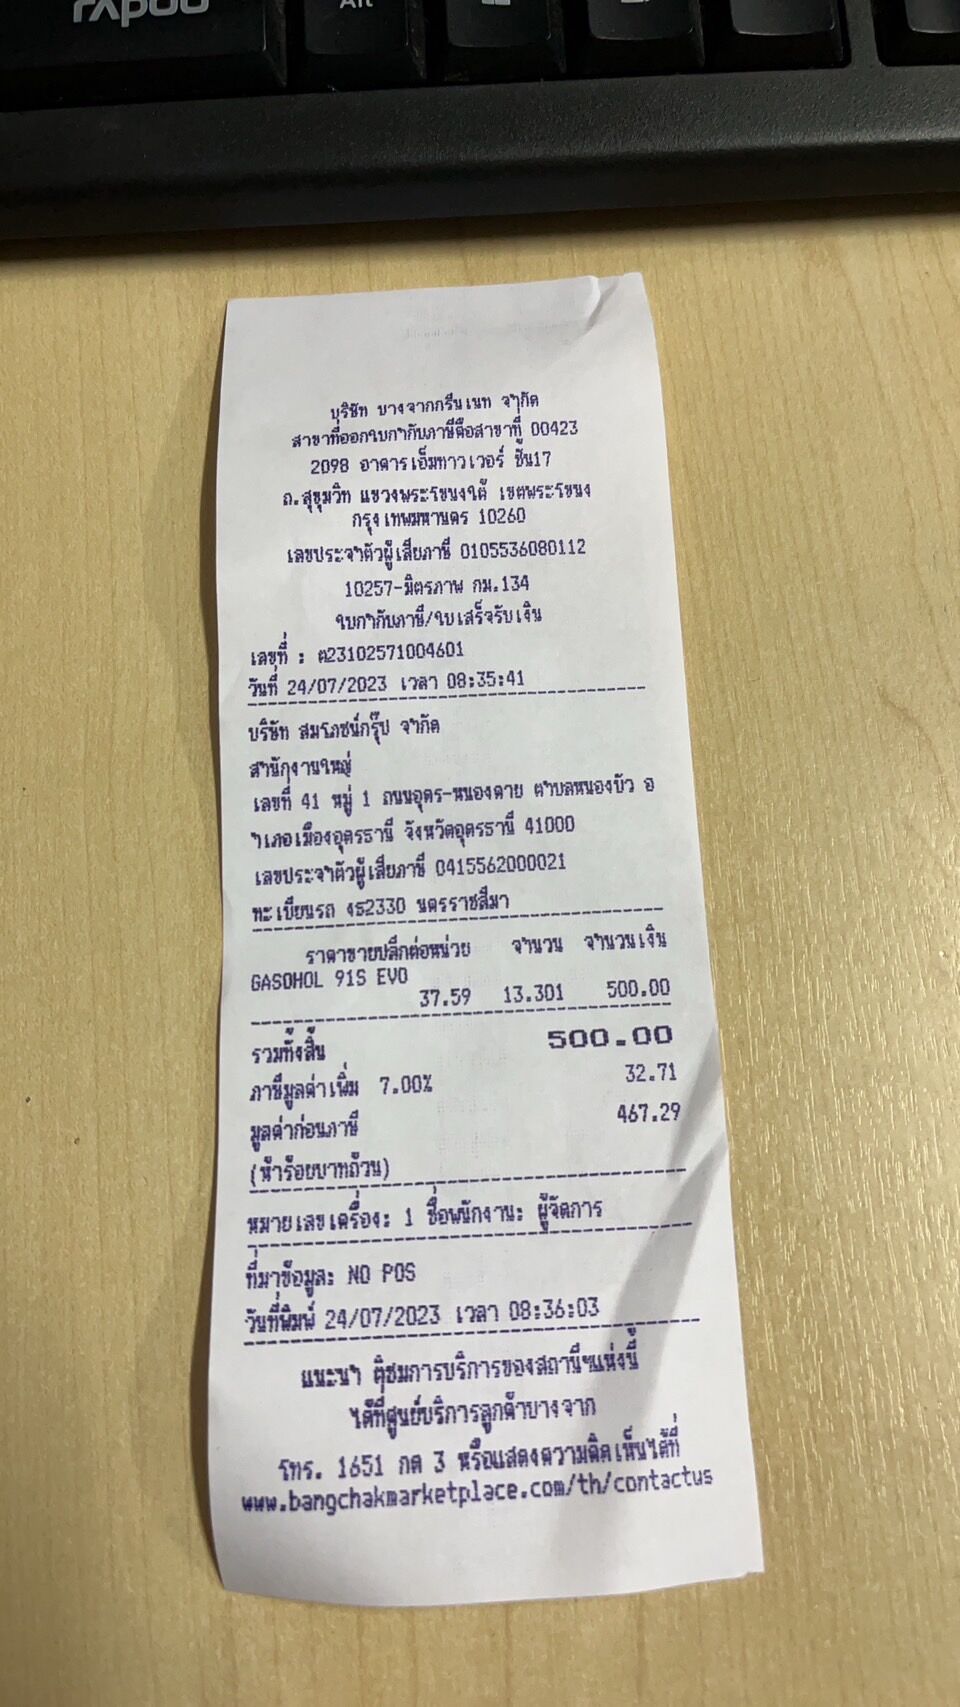 rapoo
Alt
บริษัท บางจากกรีนเนท จำกัด
สาขาที่ออกใบกำกับภาษีคือสาขาที่ 00423
2098 อาคารเอ็มทาวเวอร์ ชั้น17
ถ.สุขุมวิท แขวงพระโขนงใต้ เขตพระโขนง
กรุงเทพมหานคร 10260
เลขประจำตัวผู้เสียภาษี 0105536080112
10257-มิตรภาพ กม.134
ใบกำกับภาษี/ใบเสร็จรับเงิน
เลขที่ : ต23102571004601
วันที่ 24/07/2023 เวลา 08:35:41
บริษัท สมโภชน์กรุ๊ป จำกัด
สำนักงานใหญ่
เลขที่ 41 หมู่ 1 ถนนอุดร-หนองคาย ตำบลหนองบัว อ
ำเภอเมืองอุดรธานี จังหวัดอุดรธานี 41000
เลขประจำตัวผู้เสียภาษี 0415562000021
ทะเบียนรถ งธ2330 นครราชสีมา
ราคาขายปลีกต่อหน่วย จำนวน จำนวนเงิน
GASOHOL 91S EVO
37.59 13.301 500.00
รวมทั้งสิ้น 500.00
ภาษีมูลค่าเพิ่ม 7.00% 32.71
มูลค่าก่อนภาษี 467.29
(ห้าร้อยบาทถ้วน)
หมายเลขเครื่อง: 1 ชื่อพนักงาน: ผู้จัดการ
ที่มาข้อมูล: NO POS
วันที่พิมพ์ 24/07/2023 เวลา 08:36:03
แนะนำ ติชมการบริการของสถานีฯแห่งนี้
ได้ที่ศูนย์บริการลูกค้าบางจาก
โทร. 1651 กด 3 หรือแสดงความคิดเห็นได้ที่
www.bangchakmarketplace.com/th/contactus